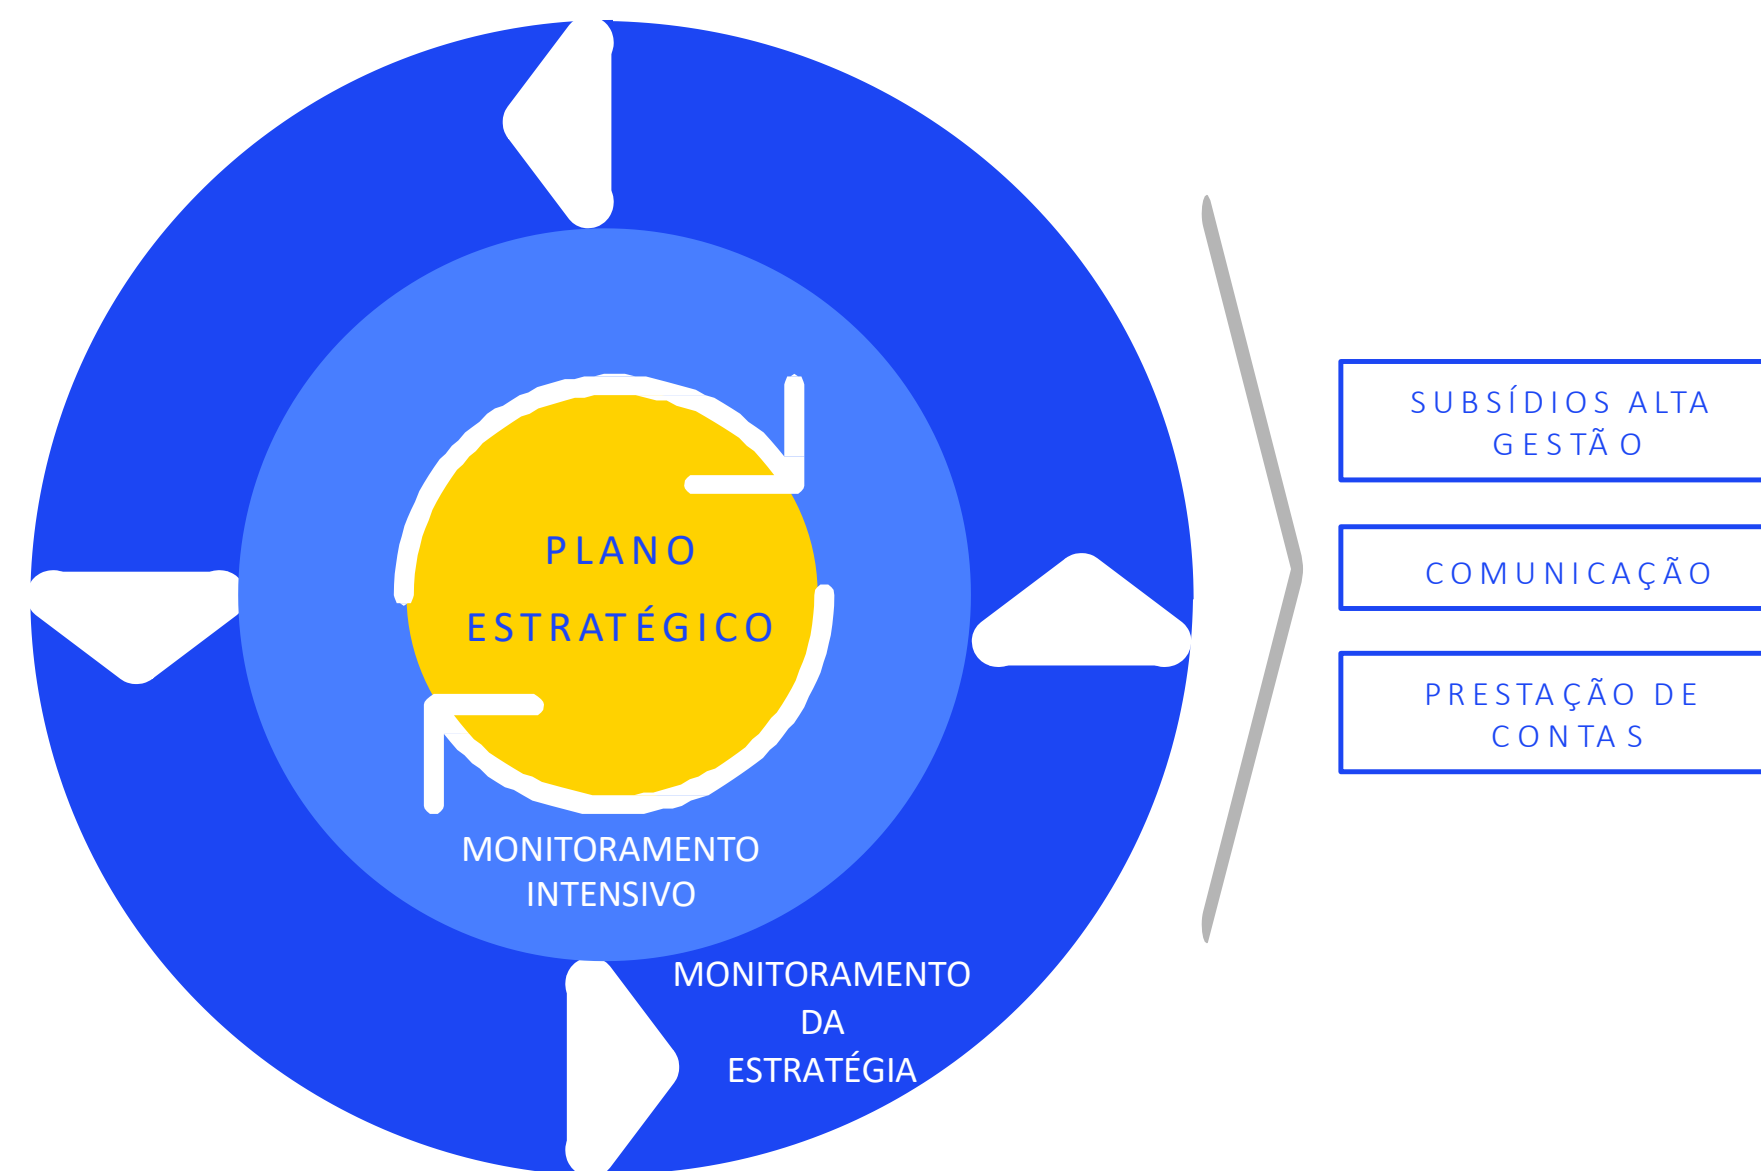 PLANO
ESTRATÉGICO
MONITORAMENTO
INTENSIVO
MONITORAMENTO
DA
ESTRATÉGIA
SUBSÍDIOS ALTA
GESTÃO
COMUNICAÇÃO
PRESTAÇÃO DE
CONTAS